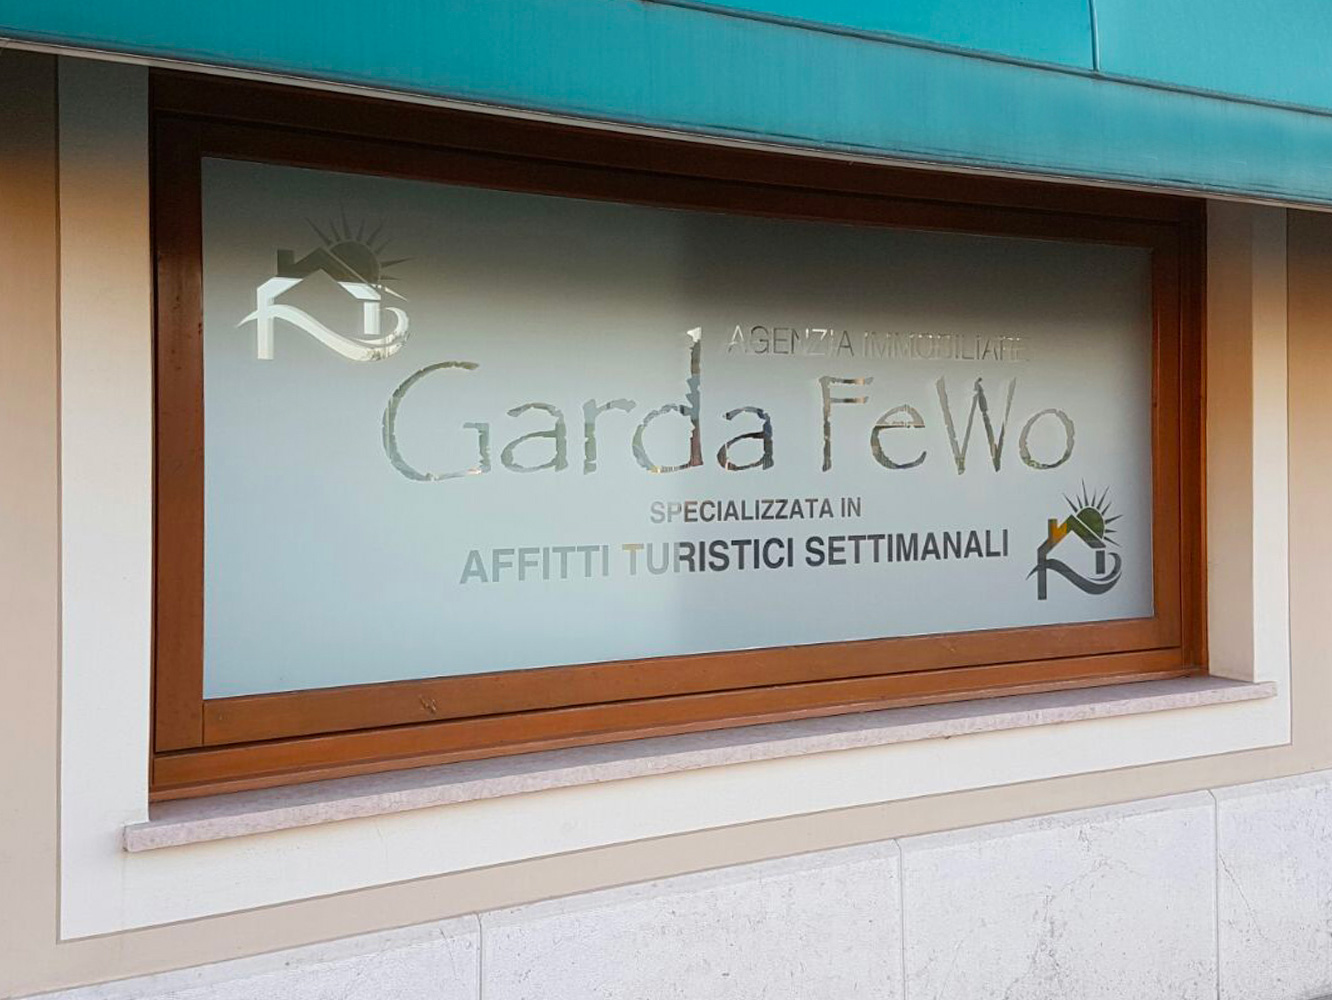 AGENZIA IMMOBILIARE
Garda FeWo
SPECIALIZZATA IN
AFFITTI TURISTICI SETTIMANALI